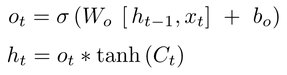 o_t = σ (W_o [h_{t−1}, x_t] + b_o)
h_t = o_t * tanh (C_t)